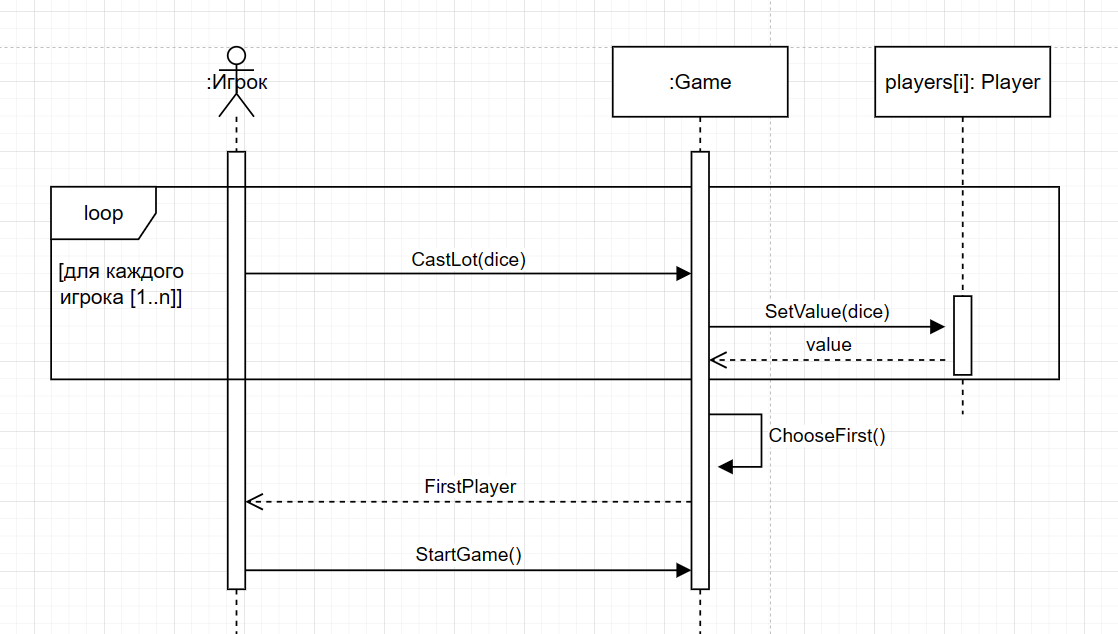 :Игрок
:Game
players[i]: Player
loop
[для каждого
игрока [1..n]]
CastLot(dice)
SetValue(dice)
value
ChooseFirst()
FirstPlayer
StartGame()